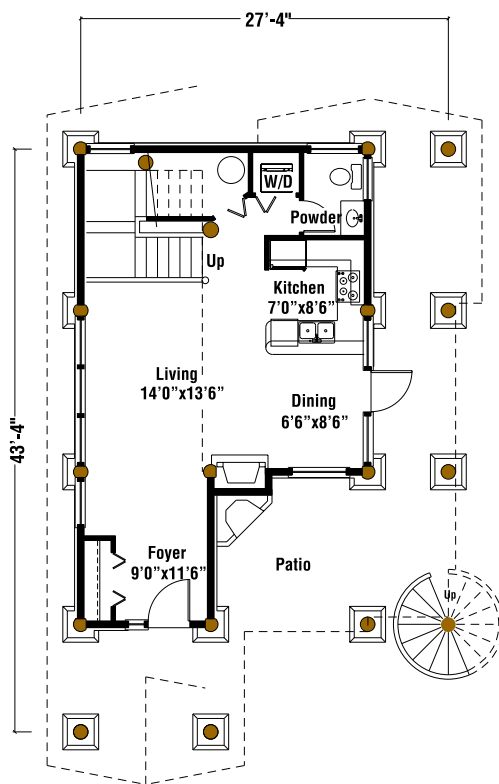 27'-4"
W/D
Powder
Up
Kitchen
7'0"x8'6"
43'-4"
Living
14'0"x13'6"
Dining
6'6"x8'6"
Foyer
9'0"x11'6"
Patio
Up